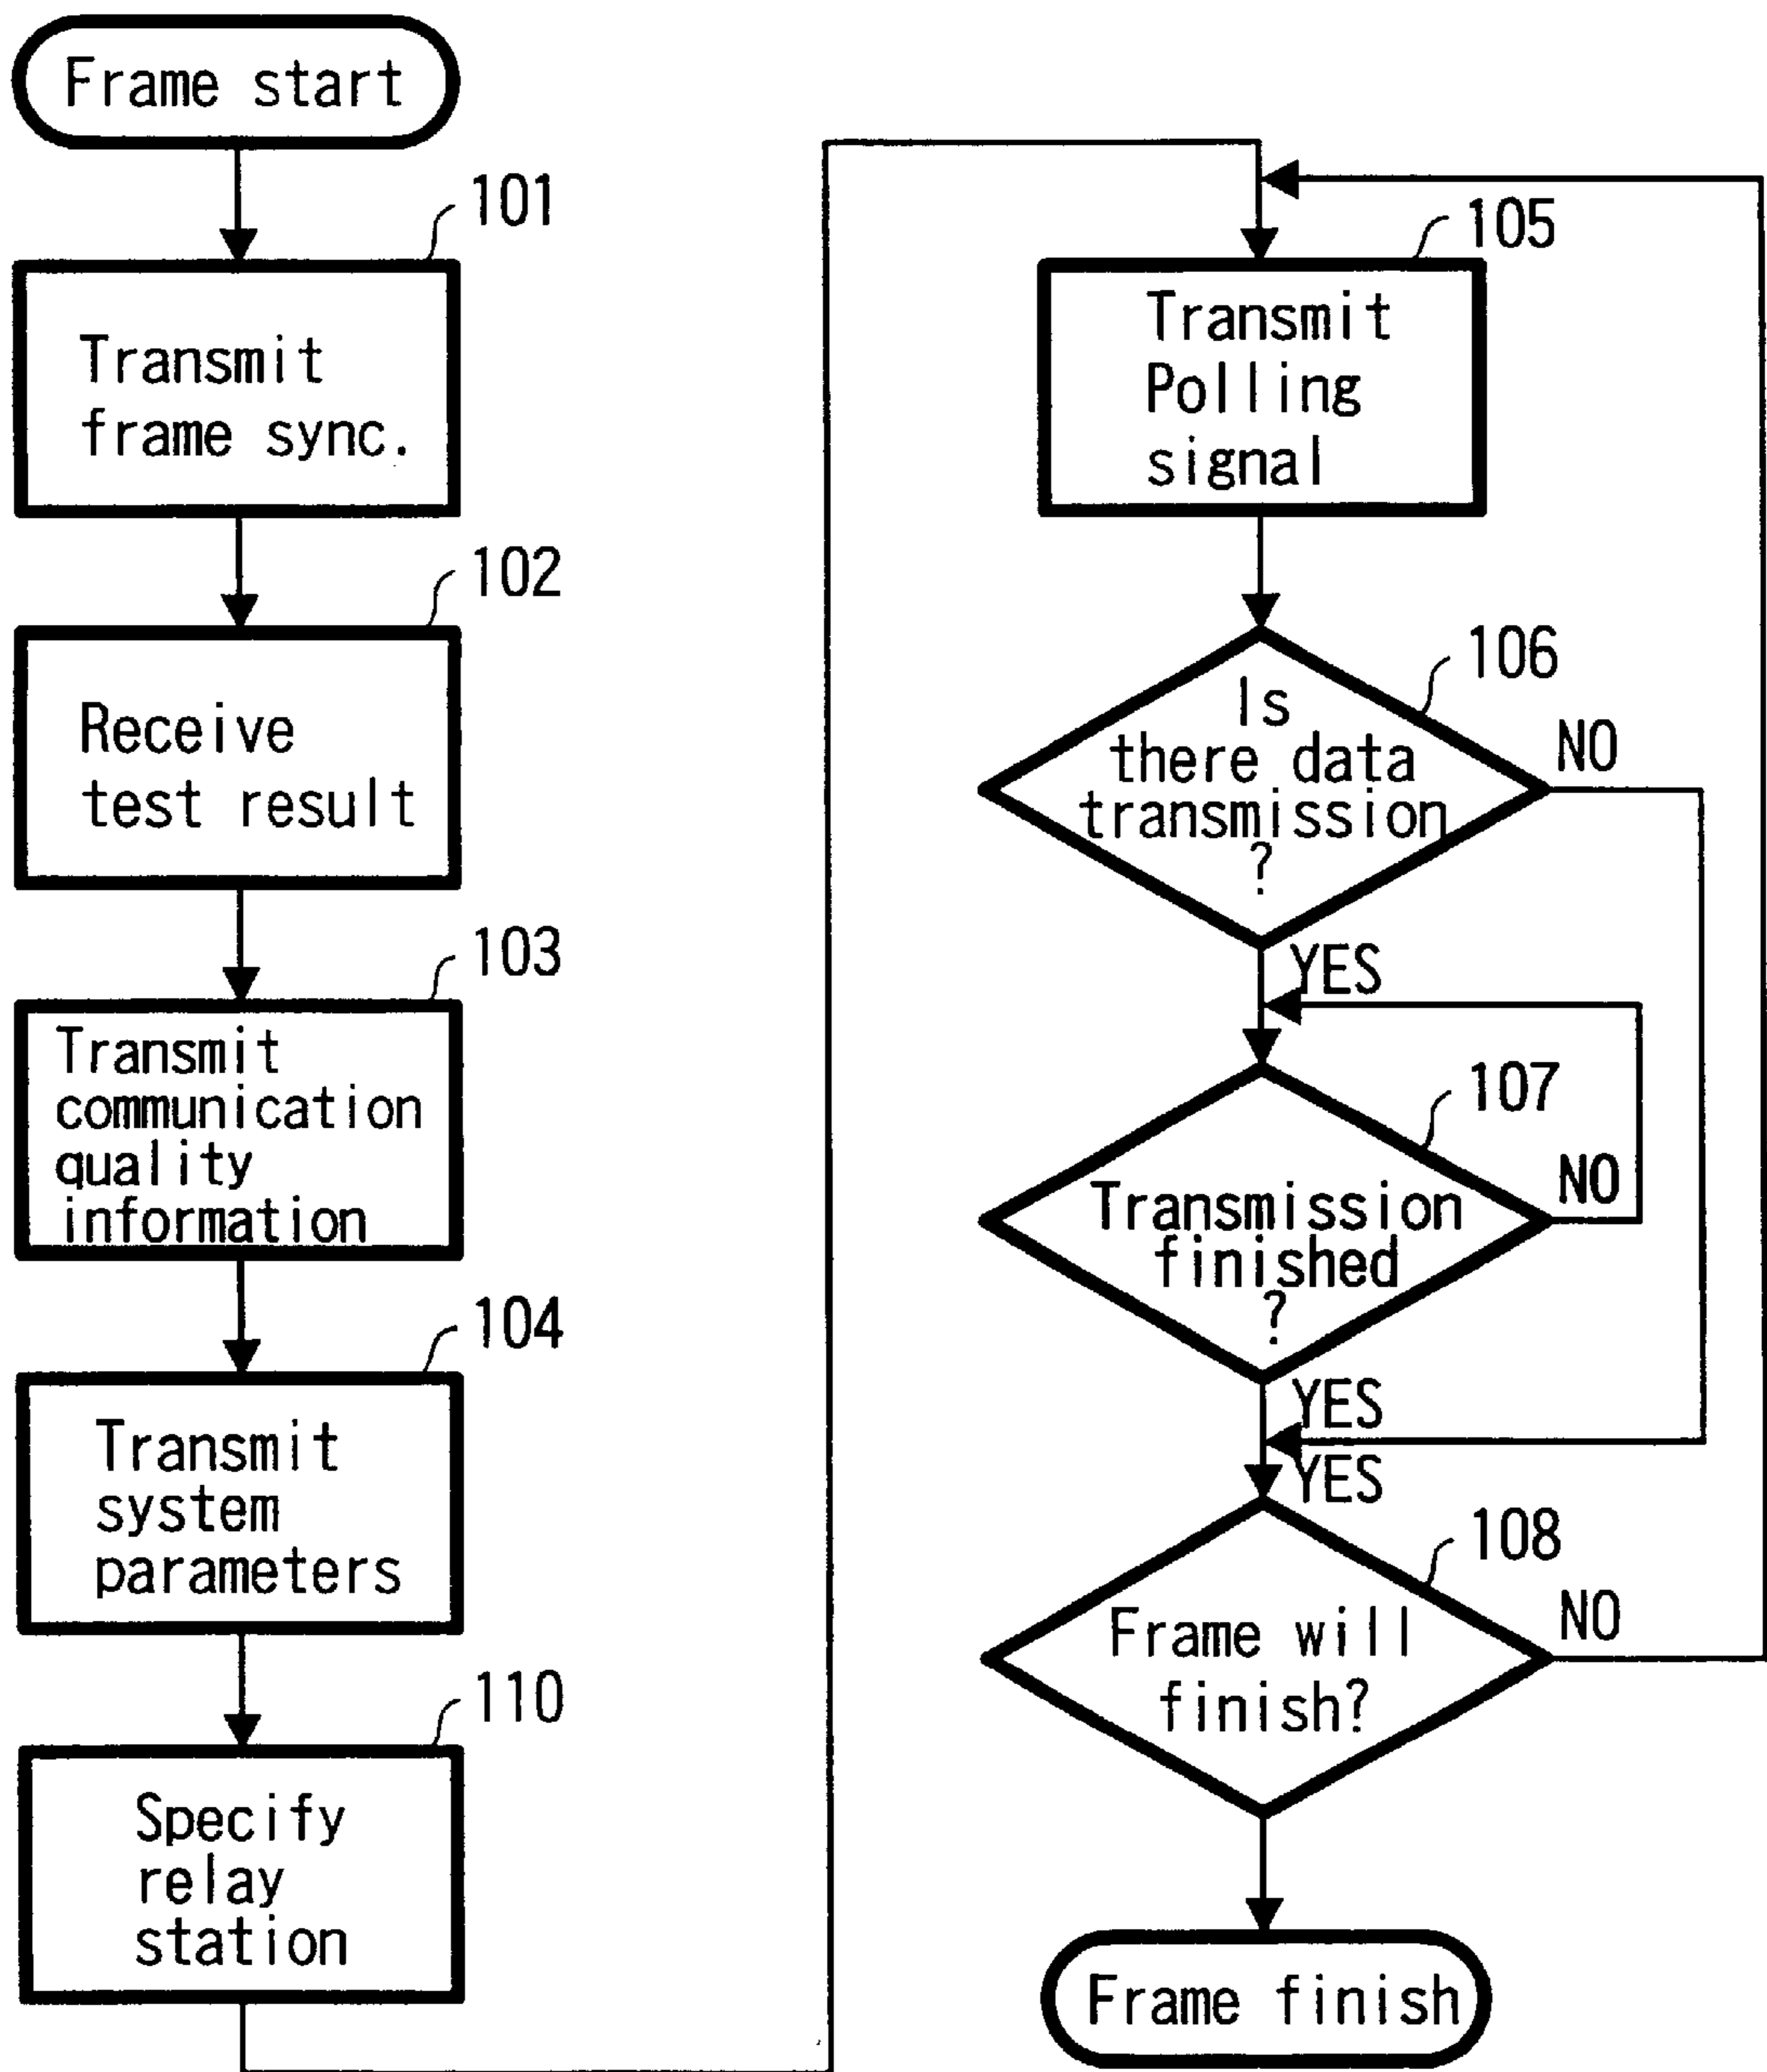 Frame start
101
Transmit
frame sync.
102
Receive
test result
103
Transmit
communication
quality
information
104
Transmit
system
parameters
110
Specify
relay
station
105
Transmit
Polling
signal
106
Is
there data
transmission
?
NO
YES
107
Transmission
finished
?
NO
YES
YES
108
Frame will
finish?
NO
Frame finish